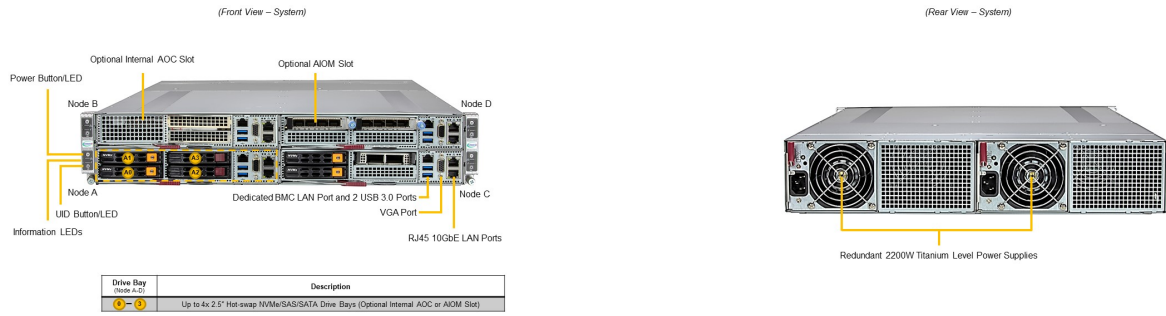 (Front View – System)
(Rear View – System)
Optional Internal AOC Slot
Optional AIOM Slot
Power Button/LED
Node B
Node D
A1
A3
A0
A2
Node A
Node C
Dedicated BMC LAN Port and 2 USB 3.0 Ports
UID Button/LED
VGA Port
Information LEDs
RJ45 10GbE LAN Ports
Redundant 2200W Titanium Level Power Supplies
Drive Bay
(Node A-D)
Description
0 – 3
Up to 4x 2.5" Hot-swap NVMe/SAS/SATA Drive Bays (Optional Internal AOC or AIOM Slot)